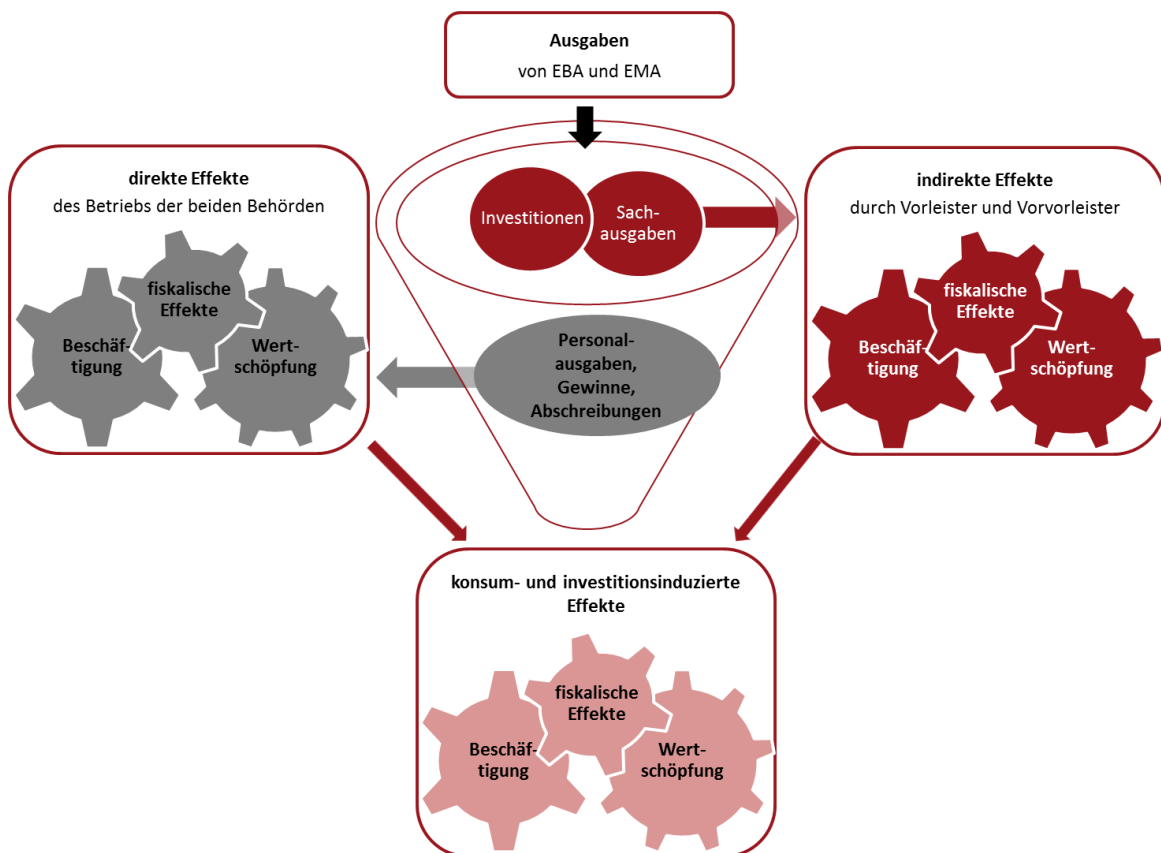 Ausgaben
von EBA und EMA
direkte Effekte
des Betriebs der beiden Behörden
fiskalische
Effekte
Beschäf-
tigung
Wert-
schöpfung
Investitionen
Sach-
ausgaben
Personal-
ausgaben,
Gewinne,
Abschreibungen
indirekte Effekte
durch Vorleister und Vorvorleister
fiskalische
Effekte
Beschäf-
tigung
Wert-
schöpfung
konsum- und investitionsinduzierte
Effekte
fiskalische
Effekte
Beschäf-
tigung
Wert-
schöpfung